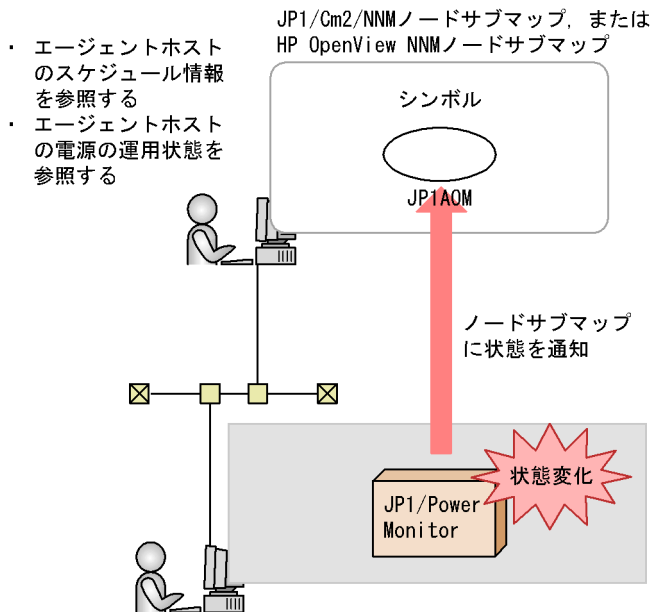 JP1/Cm2/NNMノードサブマップ，または
HP OpenView NNMノードサブマップ
・ エージェントホスト
のスケジュール情報
を参照する
・ エージェントホスト
の電源の運用状態を
参照する
シンボル
JP1AOM
ノードサブマップ
に状態を通知
状態変化
JP1/Power
Monitor